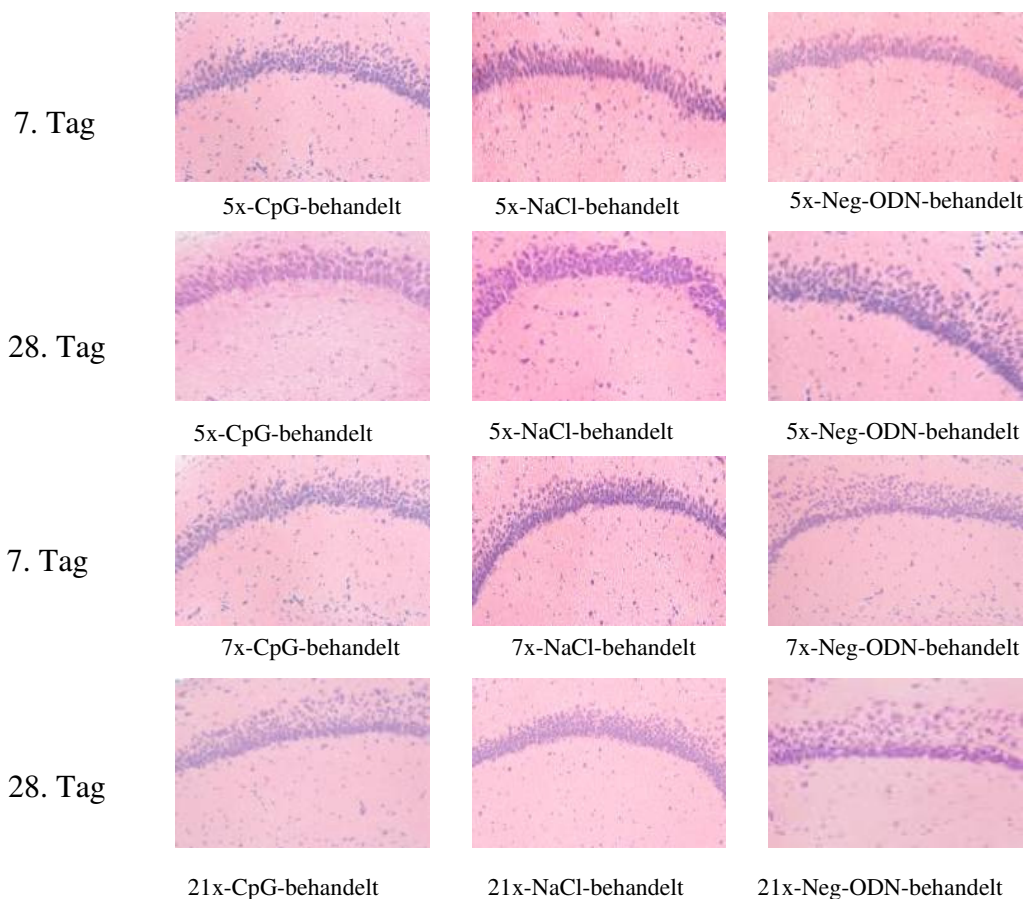 7. Tag
5x-CpG-behandelt
5x-NaCl-behandelt
5x-Neg-ODN-behandelt
28. Tag
5x-CpG-behandelt
5x-NaCl-behandelt
5x-Neg-ODN-behandelt
7. Tag
7x-CpG-behandelt
7x-NaCl-behandelt
7x-Neg-ODN-behandelt
28. Tag
21x-CpG-behandelt
21x-NaCl-behandelt
21x-Neg-ODN-behandelt